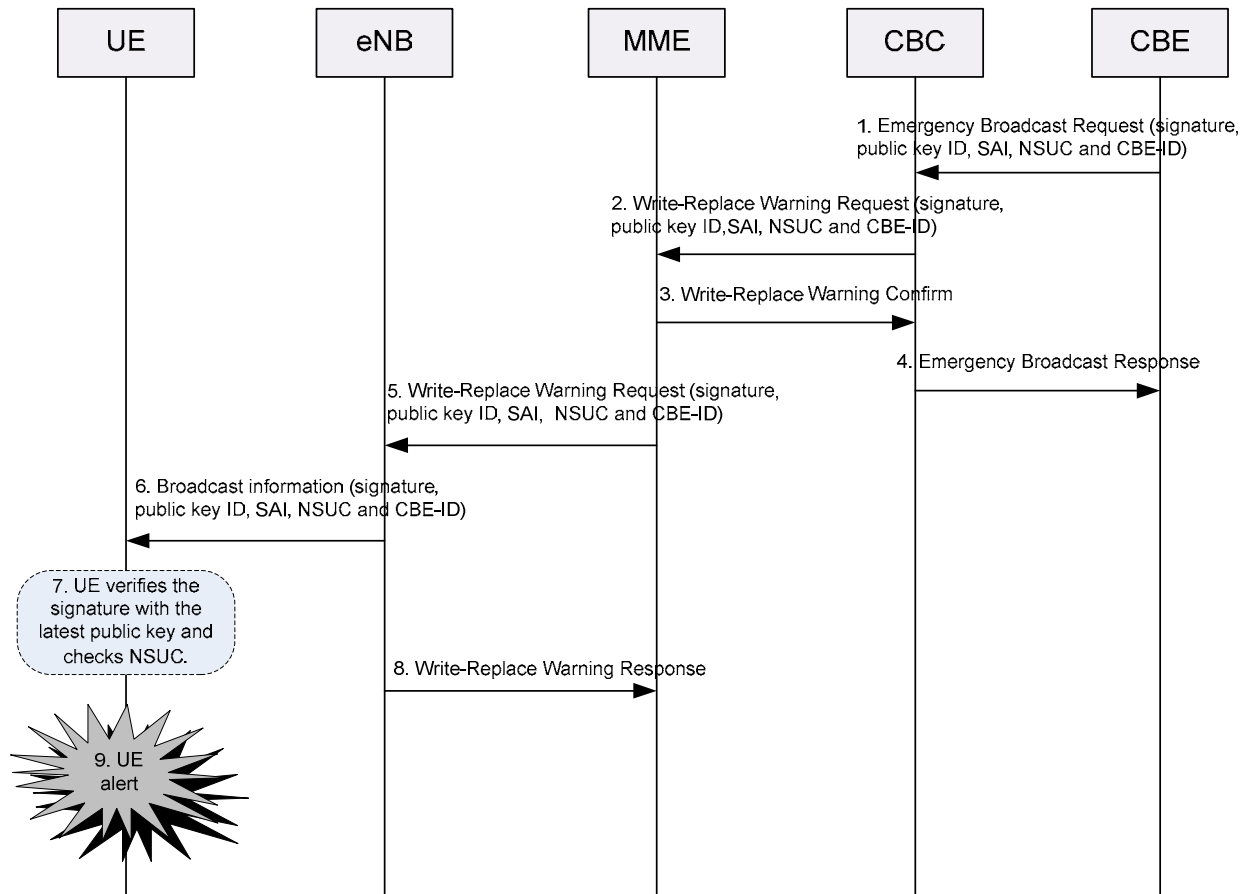 UE
eNB
MME
CBC
CBE
1. Emergency Broadcast Request (signature,
public key ID, SAI, NSUC and CBE-ID)
2. Write-Replace Warning Request (signature,
public key ID,SAI, NSUC and CBE-ID)
3. Write-Replace Warning Confirm
4. Emergency Broadcast Response
5. Write-Replace Warning Request (signature,
public key ID, SAI, NSUC and CBE-ID)
6. Broadcast information (signature,
public key ID, SAI, NSUC and CBE-ID)
7. UE verifies the
signature with the
latest public key and
checks NSUC.
8. Write-Replace Warning Response
9. UE
alert